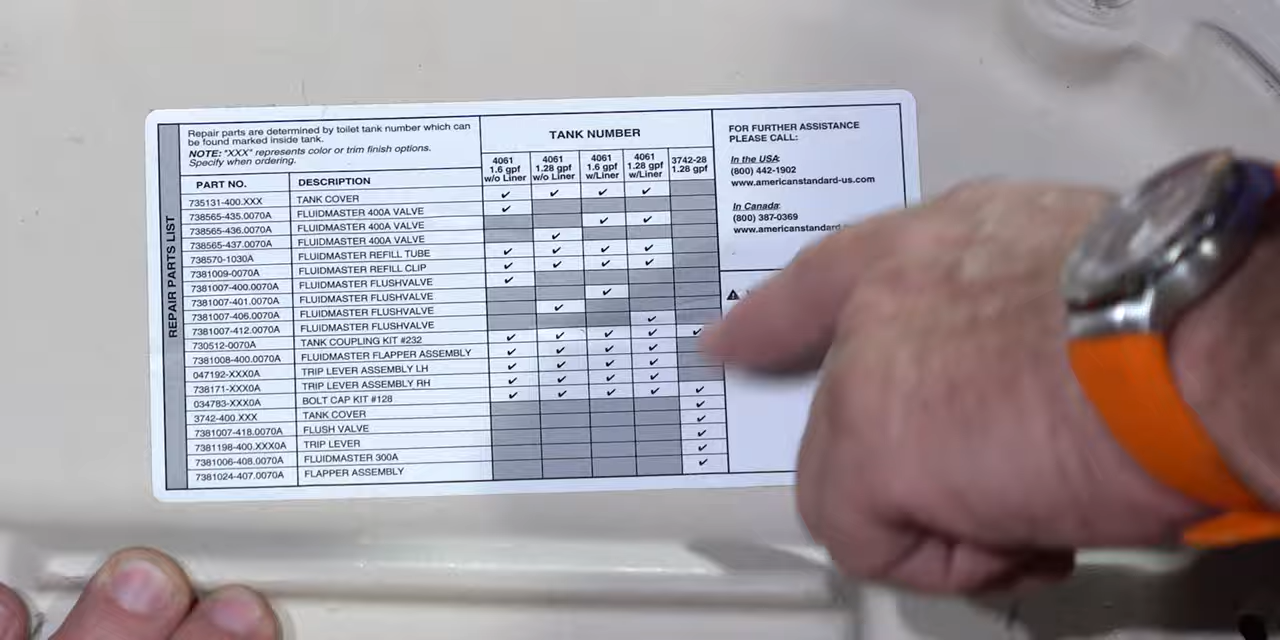 REPAIR PARTS LIST
Repair parts are determined by toilet tank number which can
be found marked inside tank.
NOTE: "XXX" represents color or trim finish options.
Specify when ordering.
TANK NUMBER
PART NO. DESCRIPTION
4061 1.6 gpf w/o Liner
4061 1.28 gpf w/o Liner
4061 1.6 gpf w/Liner
4061 1.28 gpf w/Liner
3742-28 1.28 gpf
735131-400.XXX TANK COVER ✓ ✓ ✓ ✓
738565-435.0070A FLUIDMASTER 400A VALVE ✓
738565-436.0070A FLUIDMASTER 400A VALVE ✓ ✓
738565-437.0070A FLUIDMASTER 400A VALVE ✓
738570-1030A FLUIDMASTER REFILL TUBE ✓ ✓ ✓ ✓
7381009-0070A FLUIDMASTER REFILL CLIP ✓ ✓ ✓ ✓
7381007-400.0070A FLUIDMASTER FLUSHVALVE ✓
7381007-401.0070A FLUIDMASTER FLUSHVALVE ✓
7381007-406.0070A FLUIDMASTER FLUSHVALVE ✓
7381007-412.0070A FLUIDMASTER FLUSHVALVE ✓
730512-0070A TANK COUPLING KIT #232 ✓ ✓ ✓ ✓ ✓
7381008-400.0070A FLUIDMASTER FLAPPER ASSEMBLY ✓ ✓ ✓ ✓
047192-XXX0A TRIP LEVER ASSEMBLY LH ✓ ✓ ✓ ✓
738171-XXX0A TRIP LEVER ASSEMBLY RH ✓ ✓ ✓ ✓
034783-XXX0A BOLT CAP KIT #128 ✓ ✓ ✓ ✓ ✓
3742-400.XXX TANK COVER ✓
7381007-418.0070A FLUSH VALVE ✓
7381198-400.XXX0A TRIP LEVER ✓
7381006-408.0070A FLUIDMASTER 300A ✓
7381024-407.0070A FLAPPER ASSEMBLY ✓
FOR FURTHER ASSISTANCE
PLEASE CALL:
In the USA:
(800) 442-1902
www.americanstandard-us.com
In Canada:
(800) 387-0369
www.americanstandard